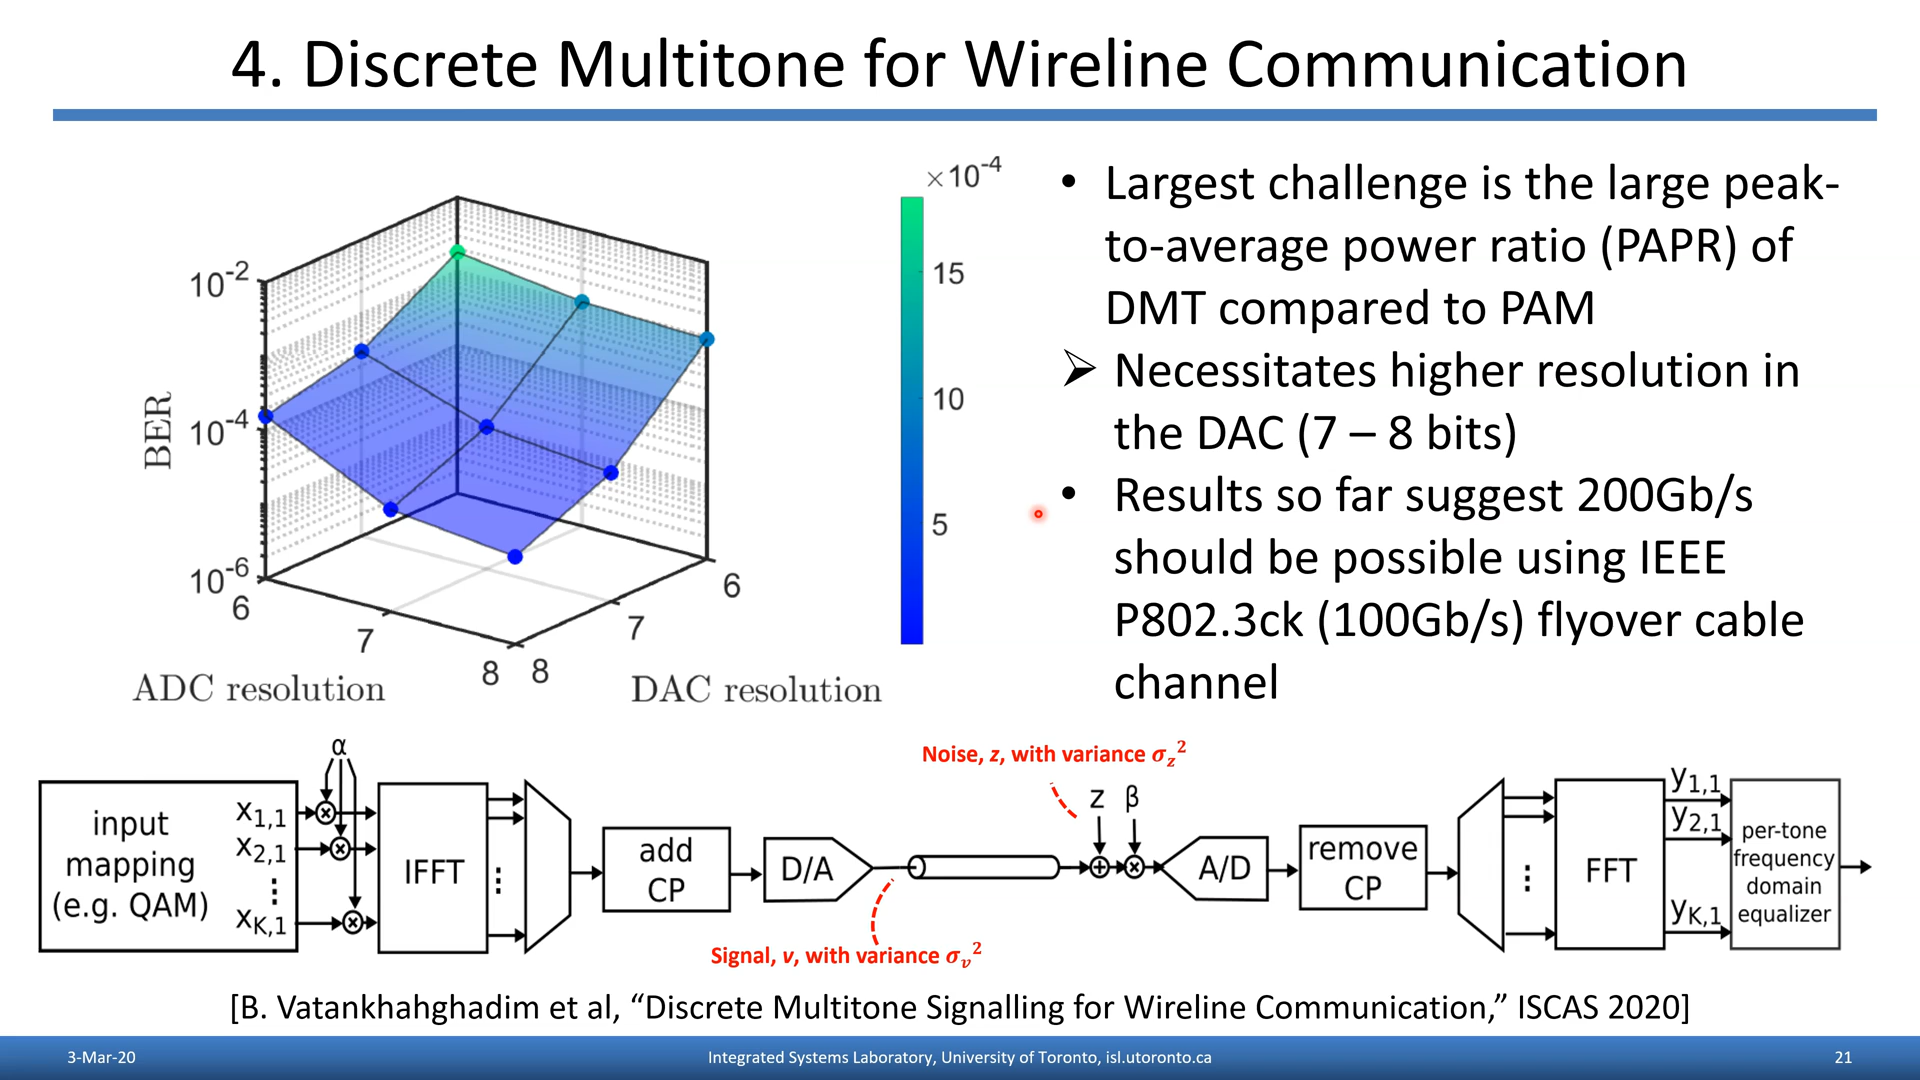 4. Discrete Multitone for Wireline Communication
×10-4
15
10
5
10-2
10-4
10-6
BER
6
7
8
ADC resolution
8
7
6
DAC resolution
• Largest challenge is the large peak-
to-average power ratio (PAPR) of
DMT compared to PAM
➢ Necessitates higher resolution in
the DAC (7 – 8 bits)
• Results so far suggest 200Gb/s
should be possible using IEEE
P802.3ck (100Gb/s) flyover cable
channel
input
mapping
(e.g. QAM)
x1,1
x2,1
⋮
xK,1
α
IFFT
⋮
add
CP
D/A
Signal, v, with variance σv2
Noise, z, with variance σz2
z β
A/D
remove
CP
⋮
FFT
y1,1
y2,1
yK,1
per-tone
frequency
domain
equalizer
[B. Vatankhahghadim et al, “Discrete Multitone Signalling for Wireline Communication,” ISCAS 2020]
3-Mar-20
Integrated Systems Laboratory, University of Toronto, isl.utoronto.ca
21